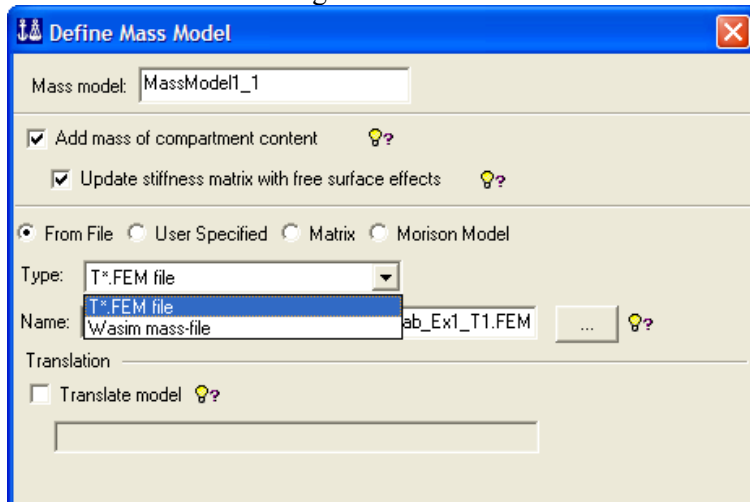 Define Mass Model
Mass model: MassModel1_1
Add mass of compartment content ?
Update stiffness matrix with free surface effects ?
From File User Specified Matrix Morison Model
Type: T*.FEM file
T*.FEM file
Name: ab_Ex1_T1.FEM ... ?
Wasim mass-file
Translation
Translate model ?